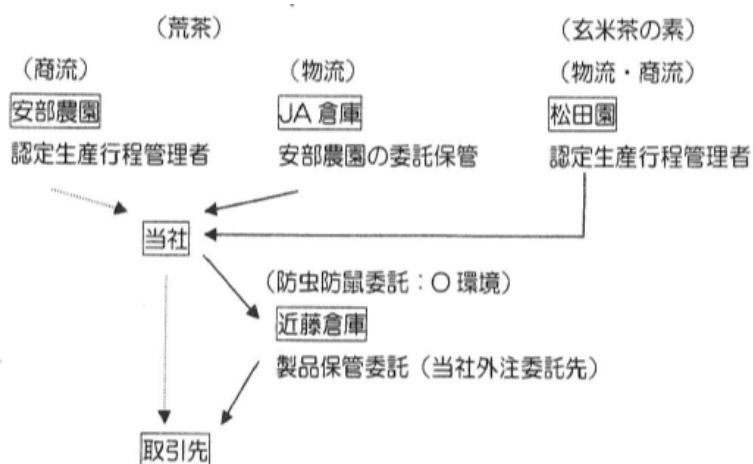 （荒茶）
（玄米茶の素）
（商流）
（物流）
（物流・商流）
安部農園
JA 倉庫
松田園
認定生産行程管理者
安部農園の委託保管
認定生産行程管理者
当社
（防虫防鼠委託：○環境）
近藤倉庫
製品保管委託（当社外注委託先）
取引先